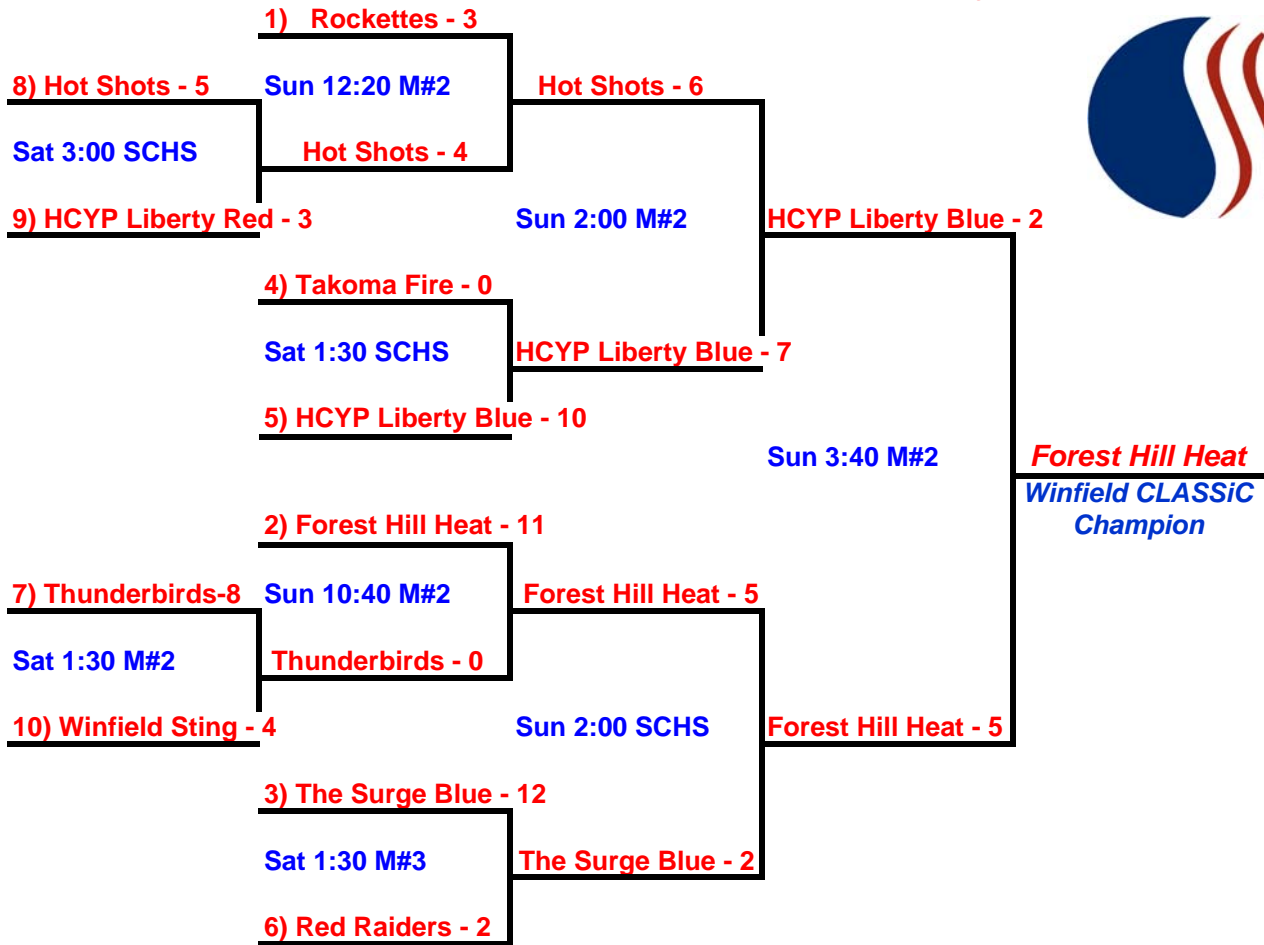 1) Rockettes - 3
8) Hot Shots - 5
Sun 12:20 M#2
Hot Shots - 6
Sat 3:00 SCHS
Hot Shots - 4
9) HCYP Liberty Red - 3
Sun 2:00 M#2
HCYP Liberty Blue - 2
4) Takoma Fire - 0
Sat 1:30 SCHS
HCYP Liberty Blue - 7
5) HCYP Liberty Blue - 10
Sun 3:40 M#2
Forest Hill Heat
Winfield CLASSiC
Champion
2) Forest Hill Heat - 11
7) Thunderbirds-8
Sun 10:40 M#2
Forest Hill Heat - 5
Sat 1:30 M#2
Thunderbirds - 0
10) Winfield Sting - 4
Sun 2:00 SCHS
Forest Hill Heat - 5
3) The Surge Blue - 12
Sat 1:30 M#3
The Surge Blue - 2
6) Red Raiders - 2